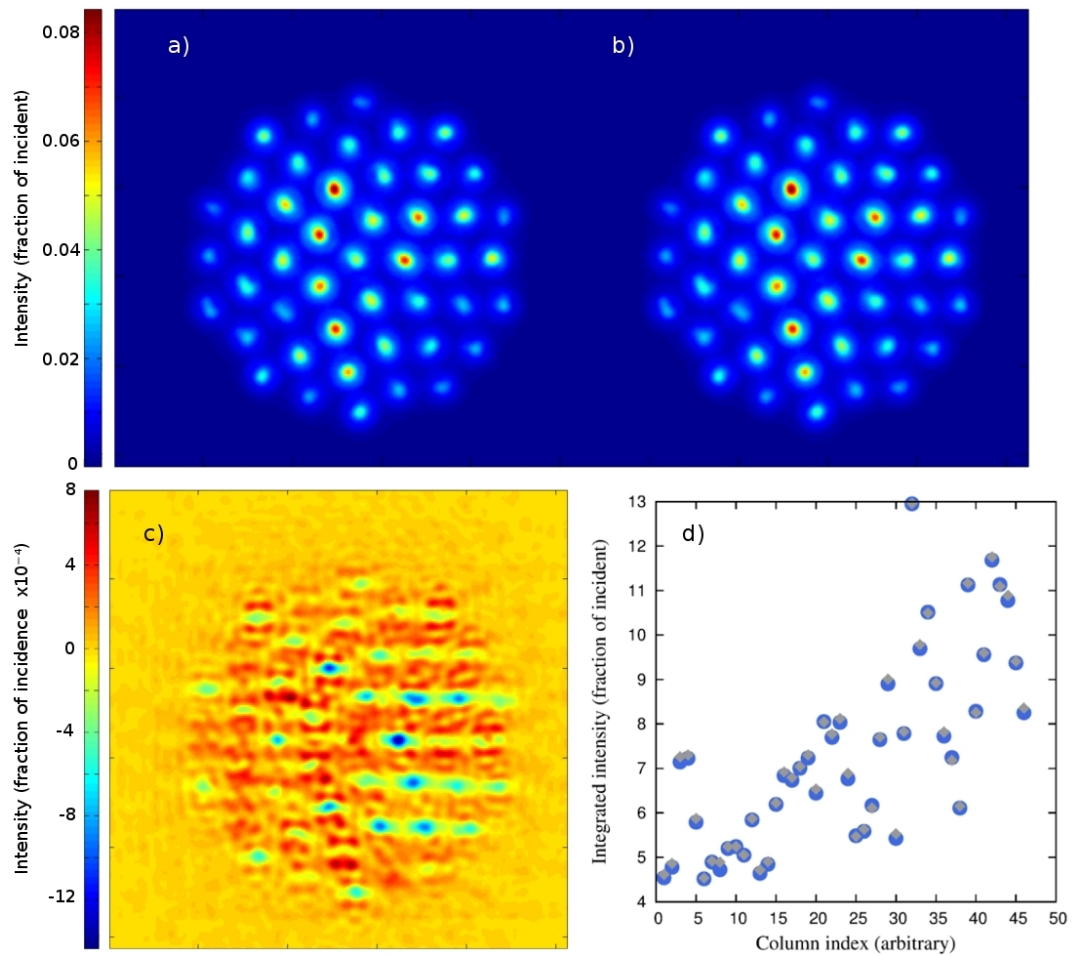 a)
b)
0.08
0.06
0.04
0.02
0
Intensity (fraction of incident)
c)
8
4
0
-4
-8
-12
Intensity (fraction of incidence x10⁻⁴)
d)
13
12
11
10
9
8
7
6
5
4
Integrated intensity (fraction of incident)
0 5 10 15 20 25 30 35 40 45 50
Column index (arbitrary)